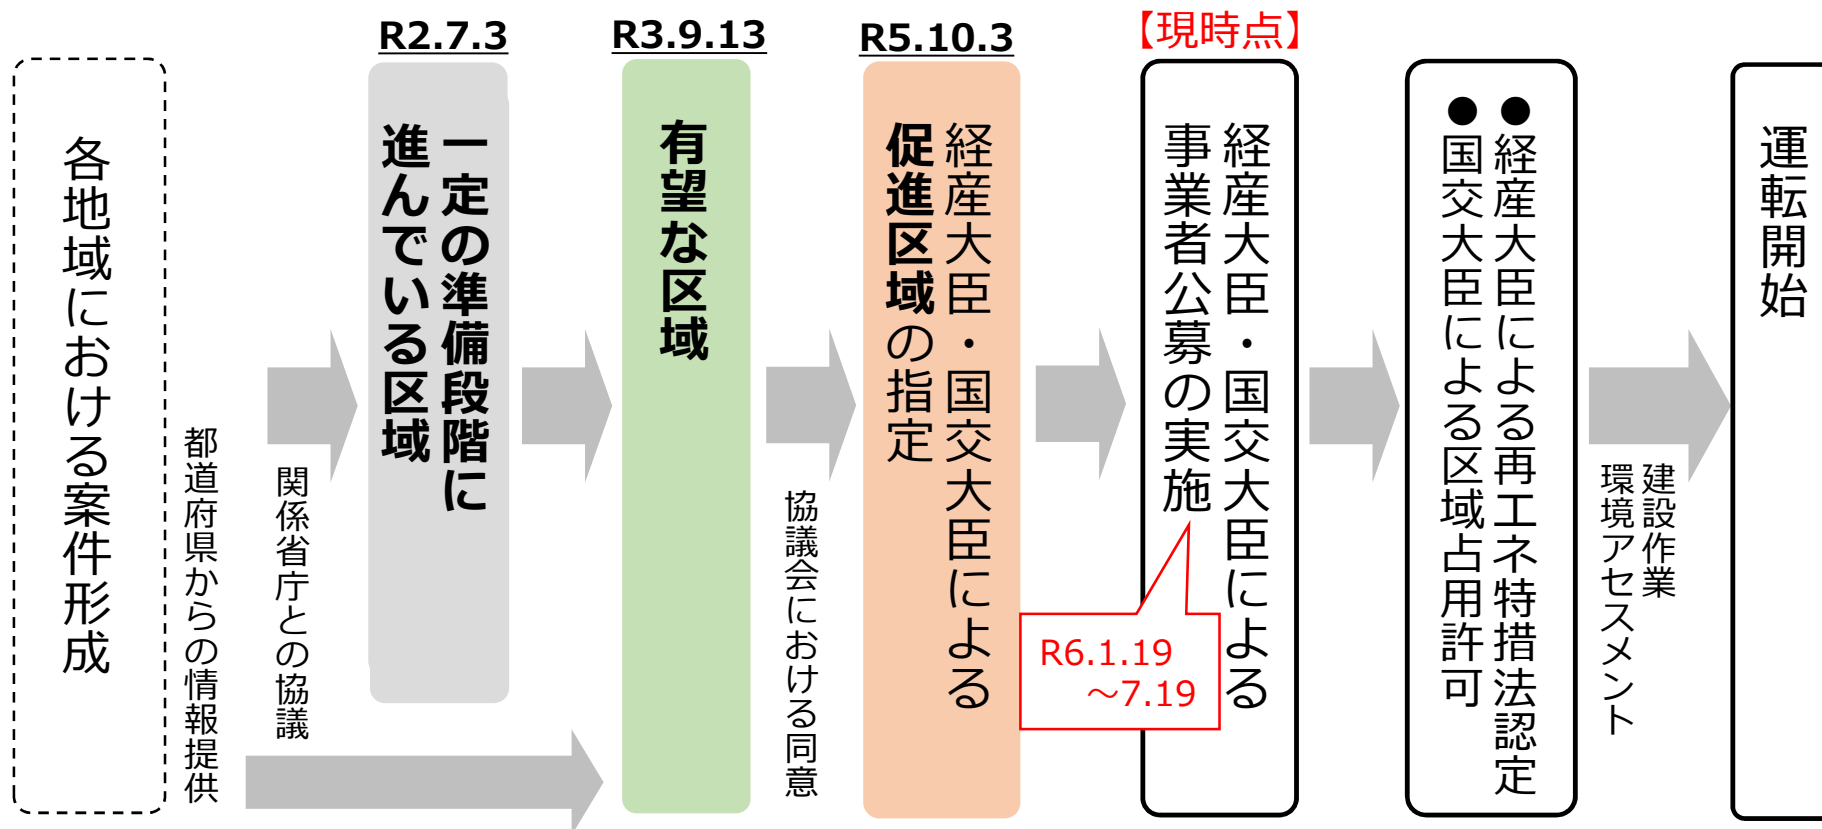 各地域における案件形成
都道府県からの情報提供
関係省庁との協議
R2.7.3
一定の準備段階に
進んでいる区域
R3.9.13
有望な区域
協議会における同意
R5.10.3
経産大臣・国交大臣による
促進区域の指定
【現時点】
経産大臣・国交大臣による
事業者公募の実施
R6.1.19
～7.19
●経産大臣による再エネ特措法認定
●国交大臣による区域占用許可
建設作業
環境アセスメント
運転開始